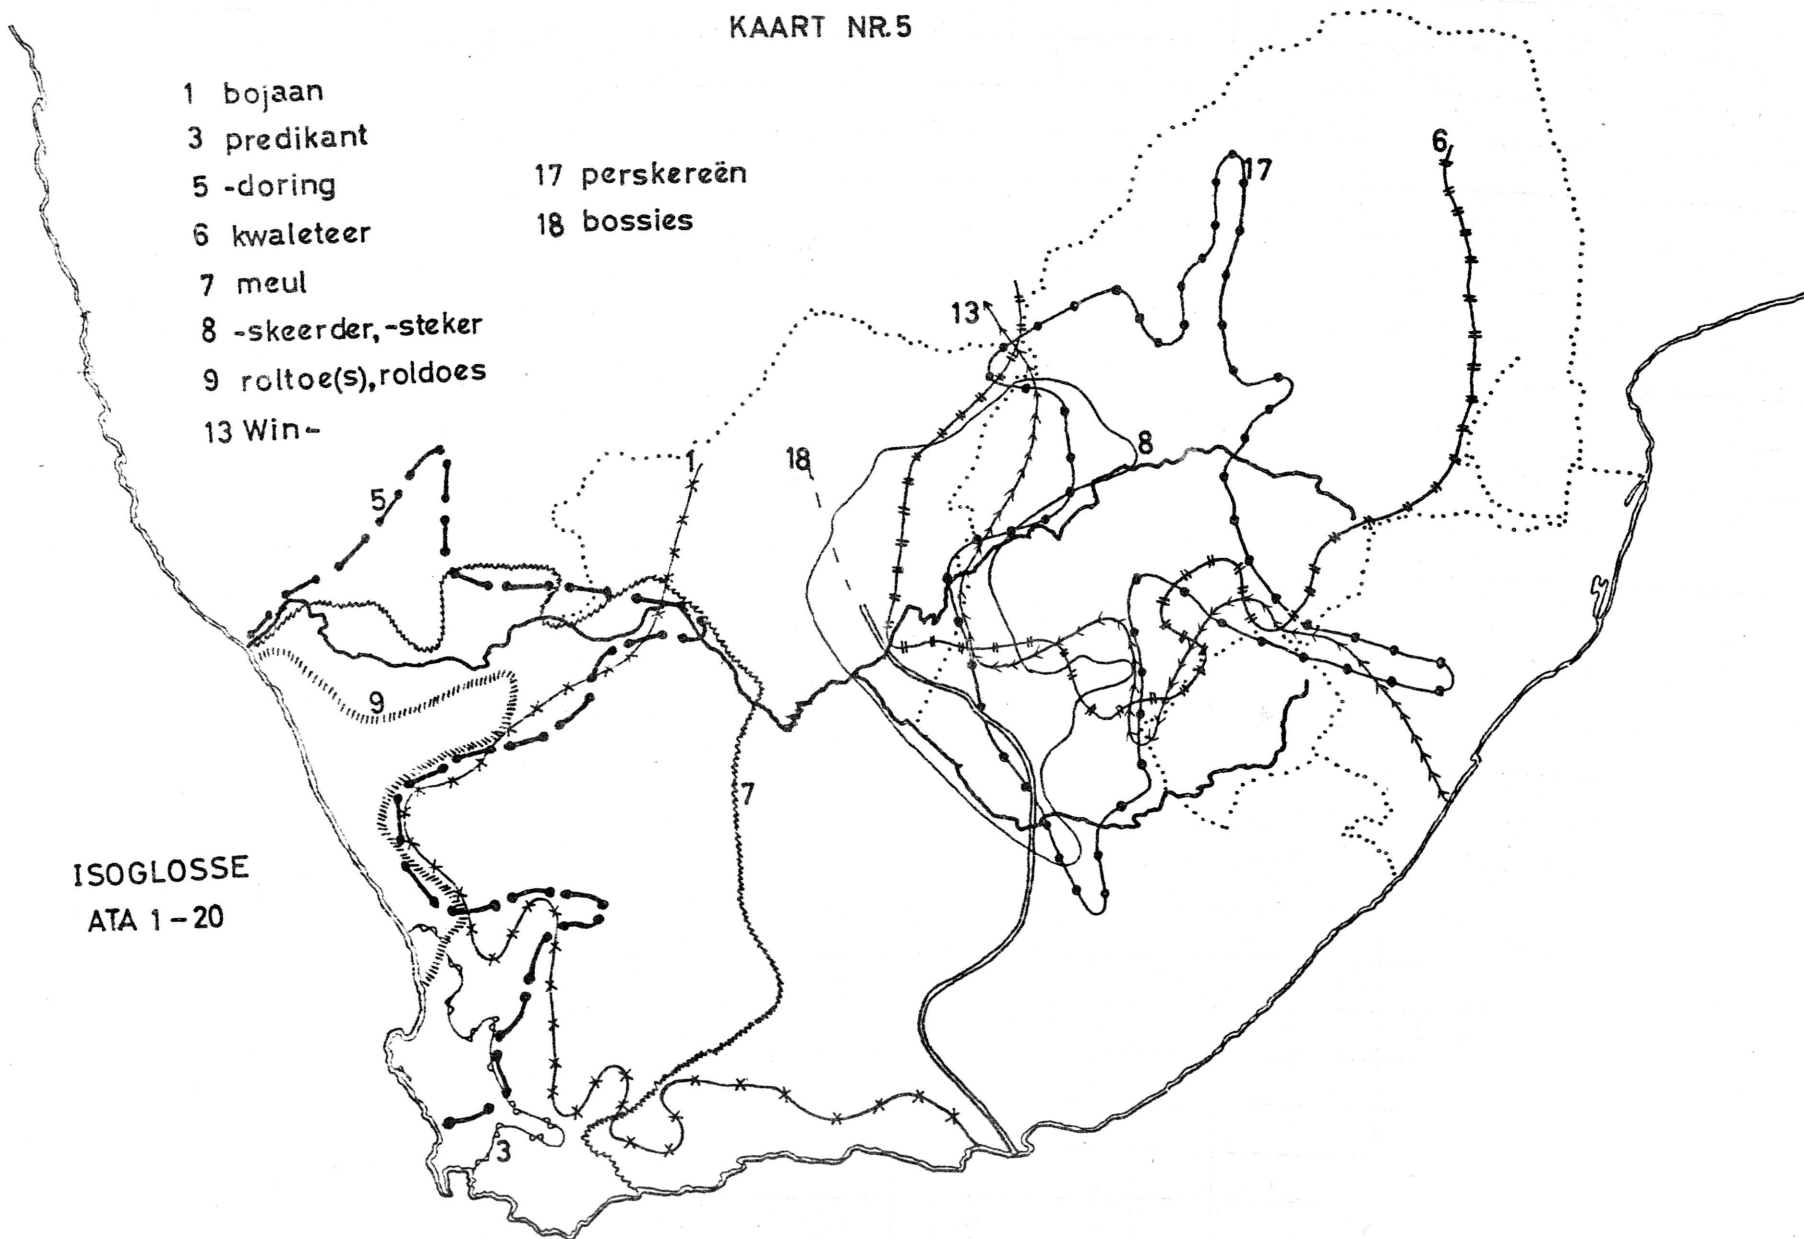 KAART NR.5
1 bojaan
3 predikant
5 -doring
6 kwaleteer
7 meul
8 -skeerder,-steker
9 roltoe(s),roldoes
13 Win-
17 perskereën
18 bossies
6
17
13
8
1
18
5
9
7
ISOGLOSSE
ATA 1-20
3